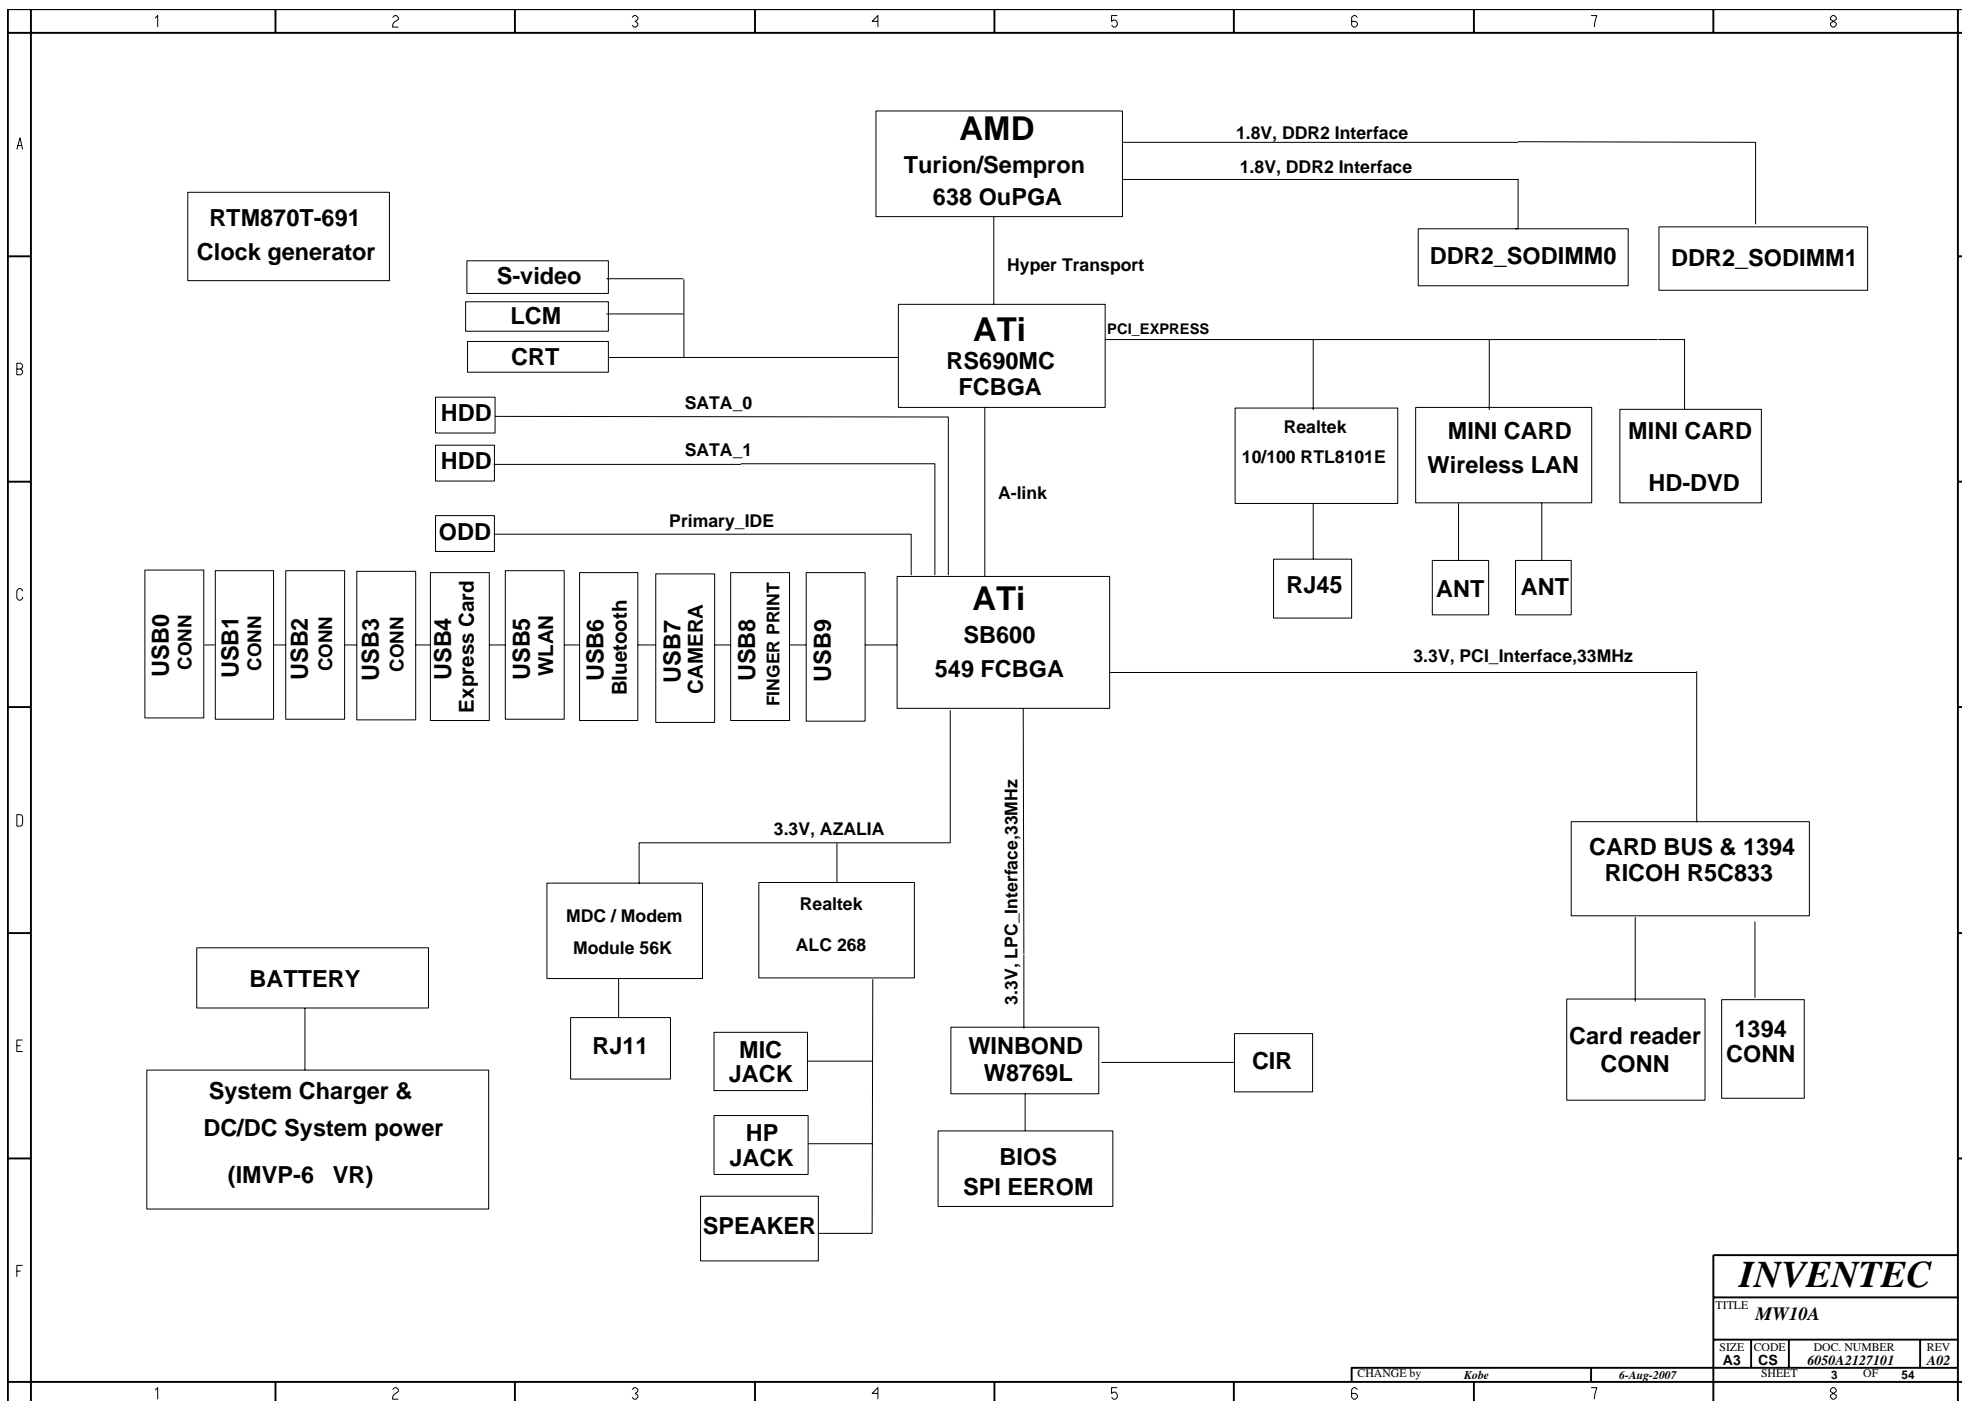 1 2 3 4 5 6 7 8
A
B
C
D
E
F
AMD
Turion/Sempron
638 OuPGA
1.8V, DDR2 Interface
1.8V, DDR2 Interface
RTM870T-691
Clock generator
DDR2_SODIMM0
DDR2_SODIMM1
Hyper Transport
S-video
LCM
CRT
ATi
RS690MC
FCBGA
PCI_EXPRESS
HDD
SATA_0
HDD
SATA_1
ODD
Primary_IDE
A-link
Realtek
10/100 RTL8101E
MINI CARD
Wireless LAN
MINI CARD
HD-DVD
RJ45
ANT
ANT
USB0
CONN
USB1
CONN
USB2
CONN
USB3
CONN
USB4
Express Card
USB5
WLAN
USB6
Bluetooth
USB7
CAMERA
USB8
FINGER PRINT
USB9
ATi
SB600
549 FCBGA
3.3V, PCI_Interface,33MHz
3.3V, AZALIA
3.3V, LPC_Interface,33MHz
CARD BUS & 1394
RICOH R5C833
MDC / Modem
Module 56K
Realtek
ALC 268
BATTERY
RJ11
MIC
JACK
WINBOND
W8769L
CIR
Card reader
CONN
1394
CONN
System Charger &
DC/DC System power
(IMVP-6 VR)
HP
JACK
BIOS
SPI EEROM
SPEAKER
INVENTEC
TITLE MW10A
SIZE CODE DOC. NUMBER REV
A3 CS 6050A2127101 A02
CHANGE by Kobe 6-Aug-2007 SHEET 3 OF 54
1 2 3 4 5 6 7 8